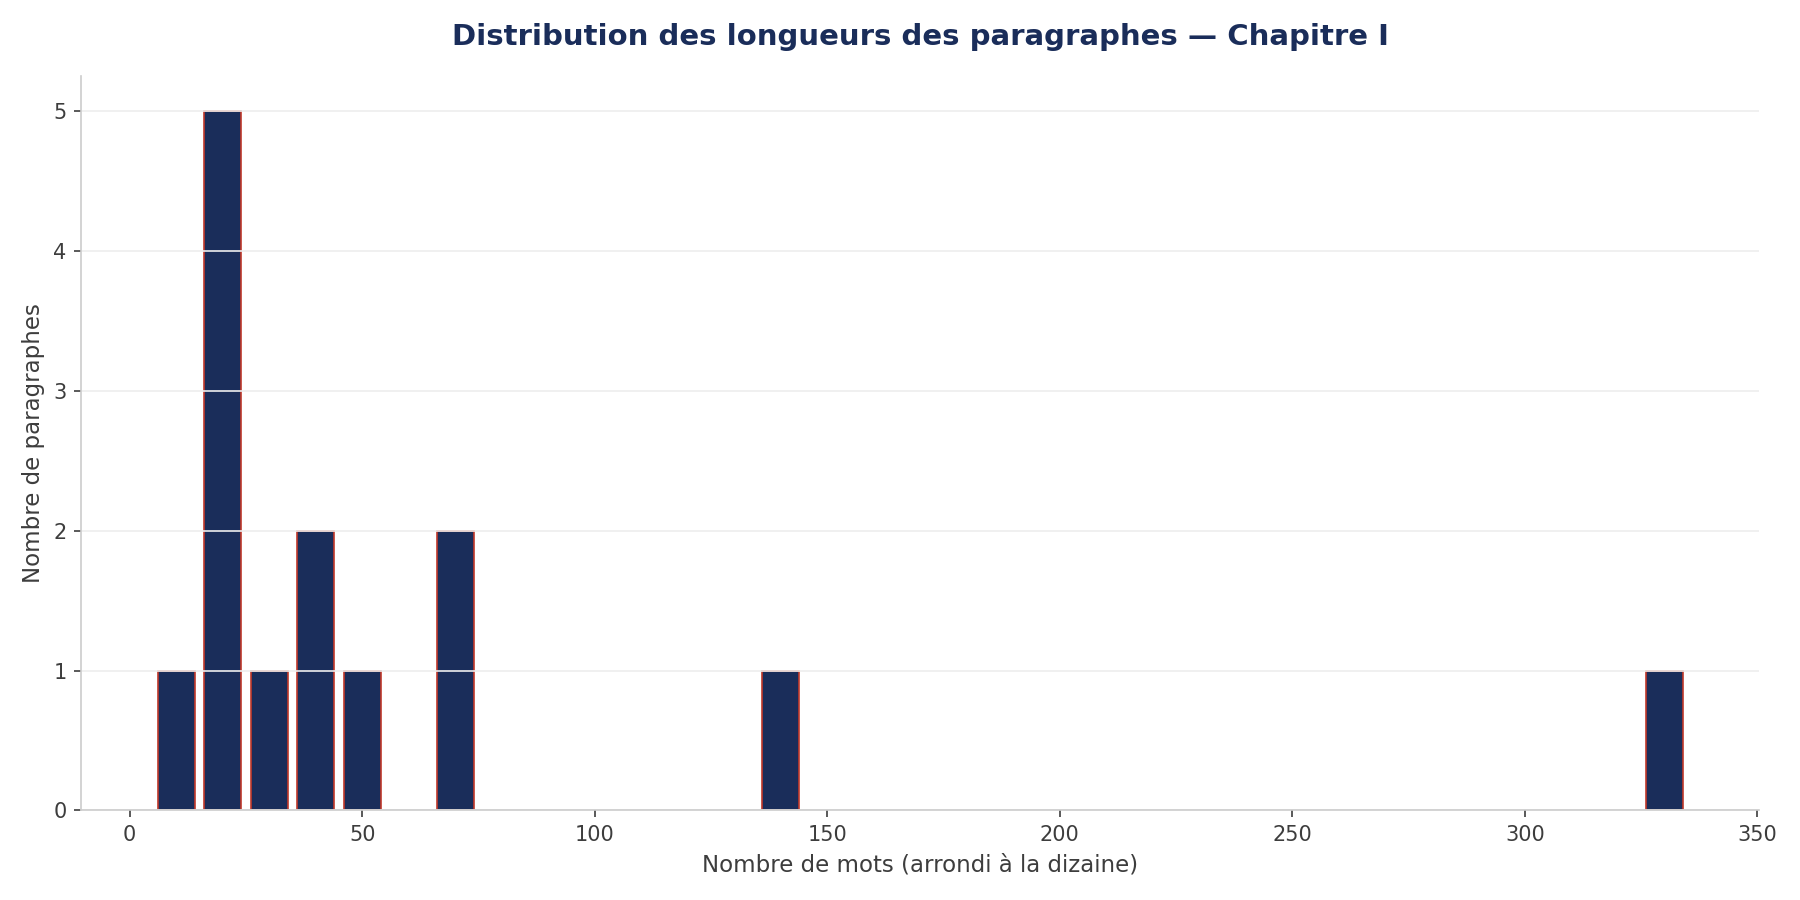 Distribution des longueurs des paragraphes — Chapitre I
Nombre de paragraphes
5
4
3
2
1
0
0 50 100 150 200 250 300 350
Nombre de mots (arrondi à la dizaine)